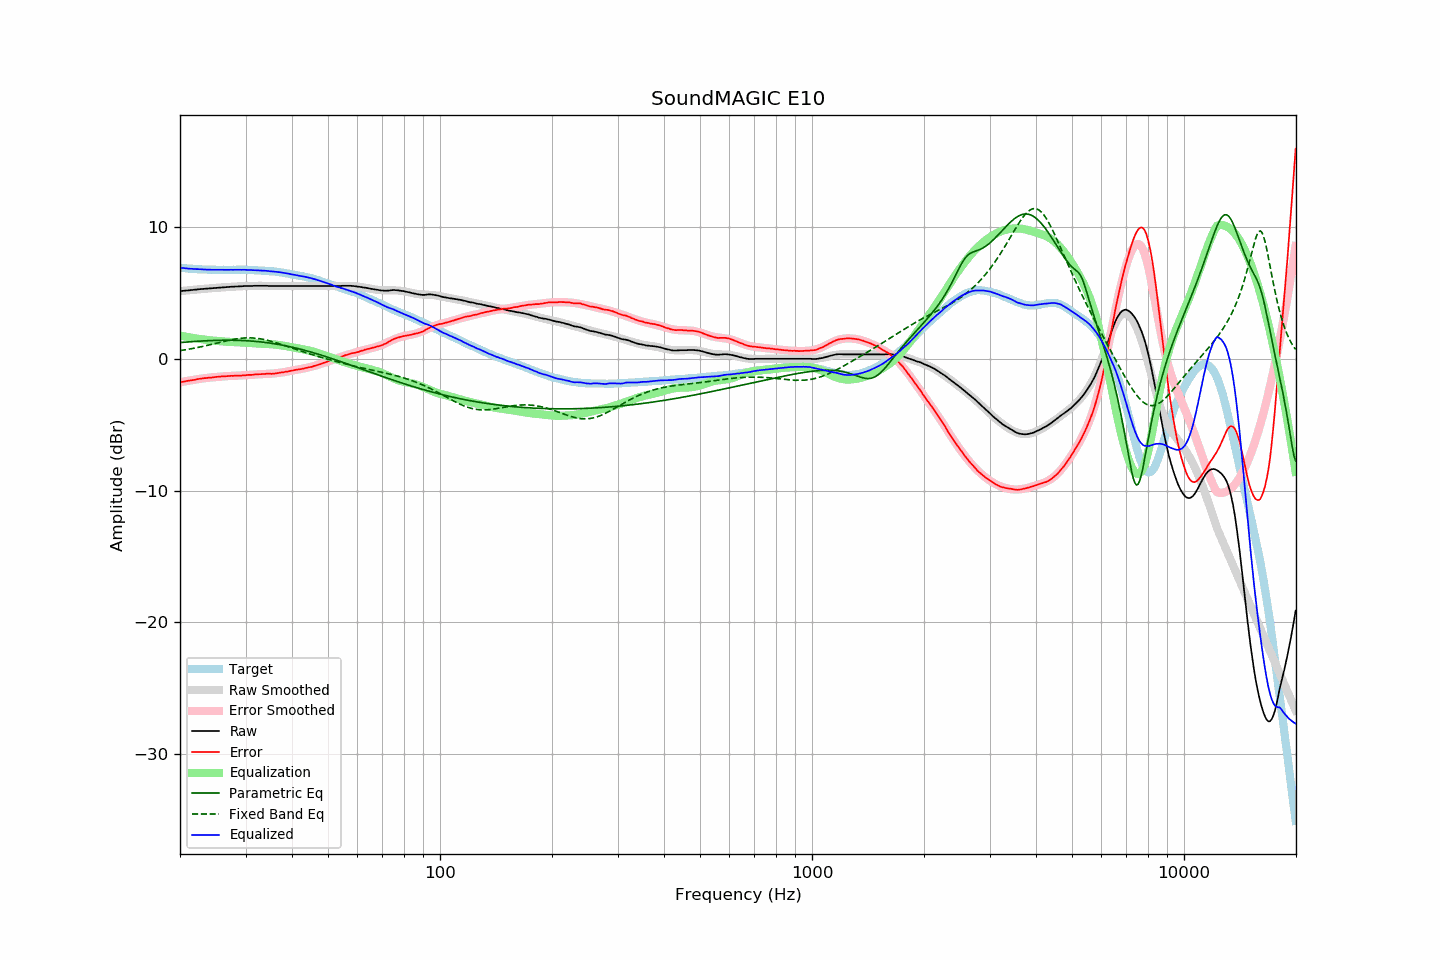 SoundMAGIC E10
10
0
−10
−20
−30
Amplitude (dBr)
Target
Raw Smoothed
Error Smoothed
Raw
Error
Equalization
Parametric Eq
Fixed Band Eq
Equalized
100
1000
10000
Frequency (Hz)